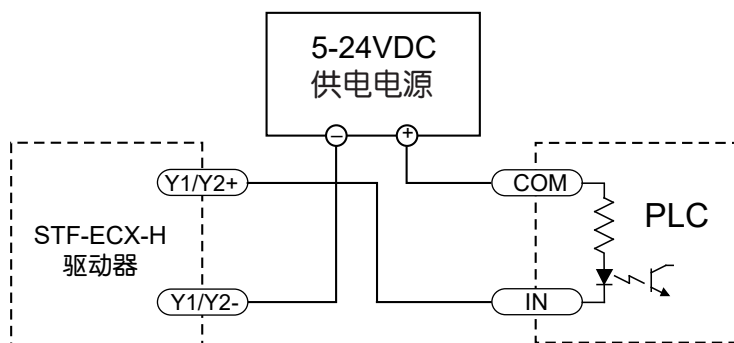 5-24VDC
供电电源
−
+
Y1/Y2+
COM
STF-ECX-H
驱动器
PLC
Y1/Y2-
IN